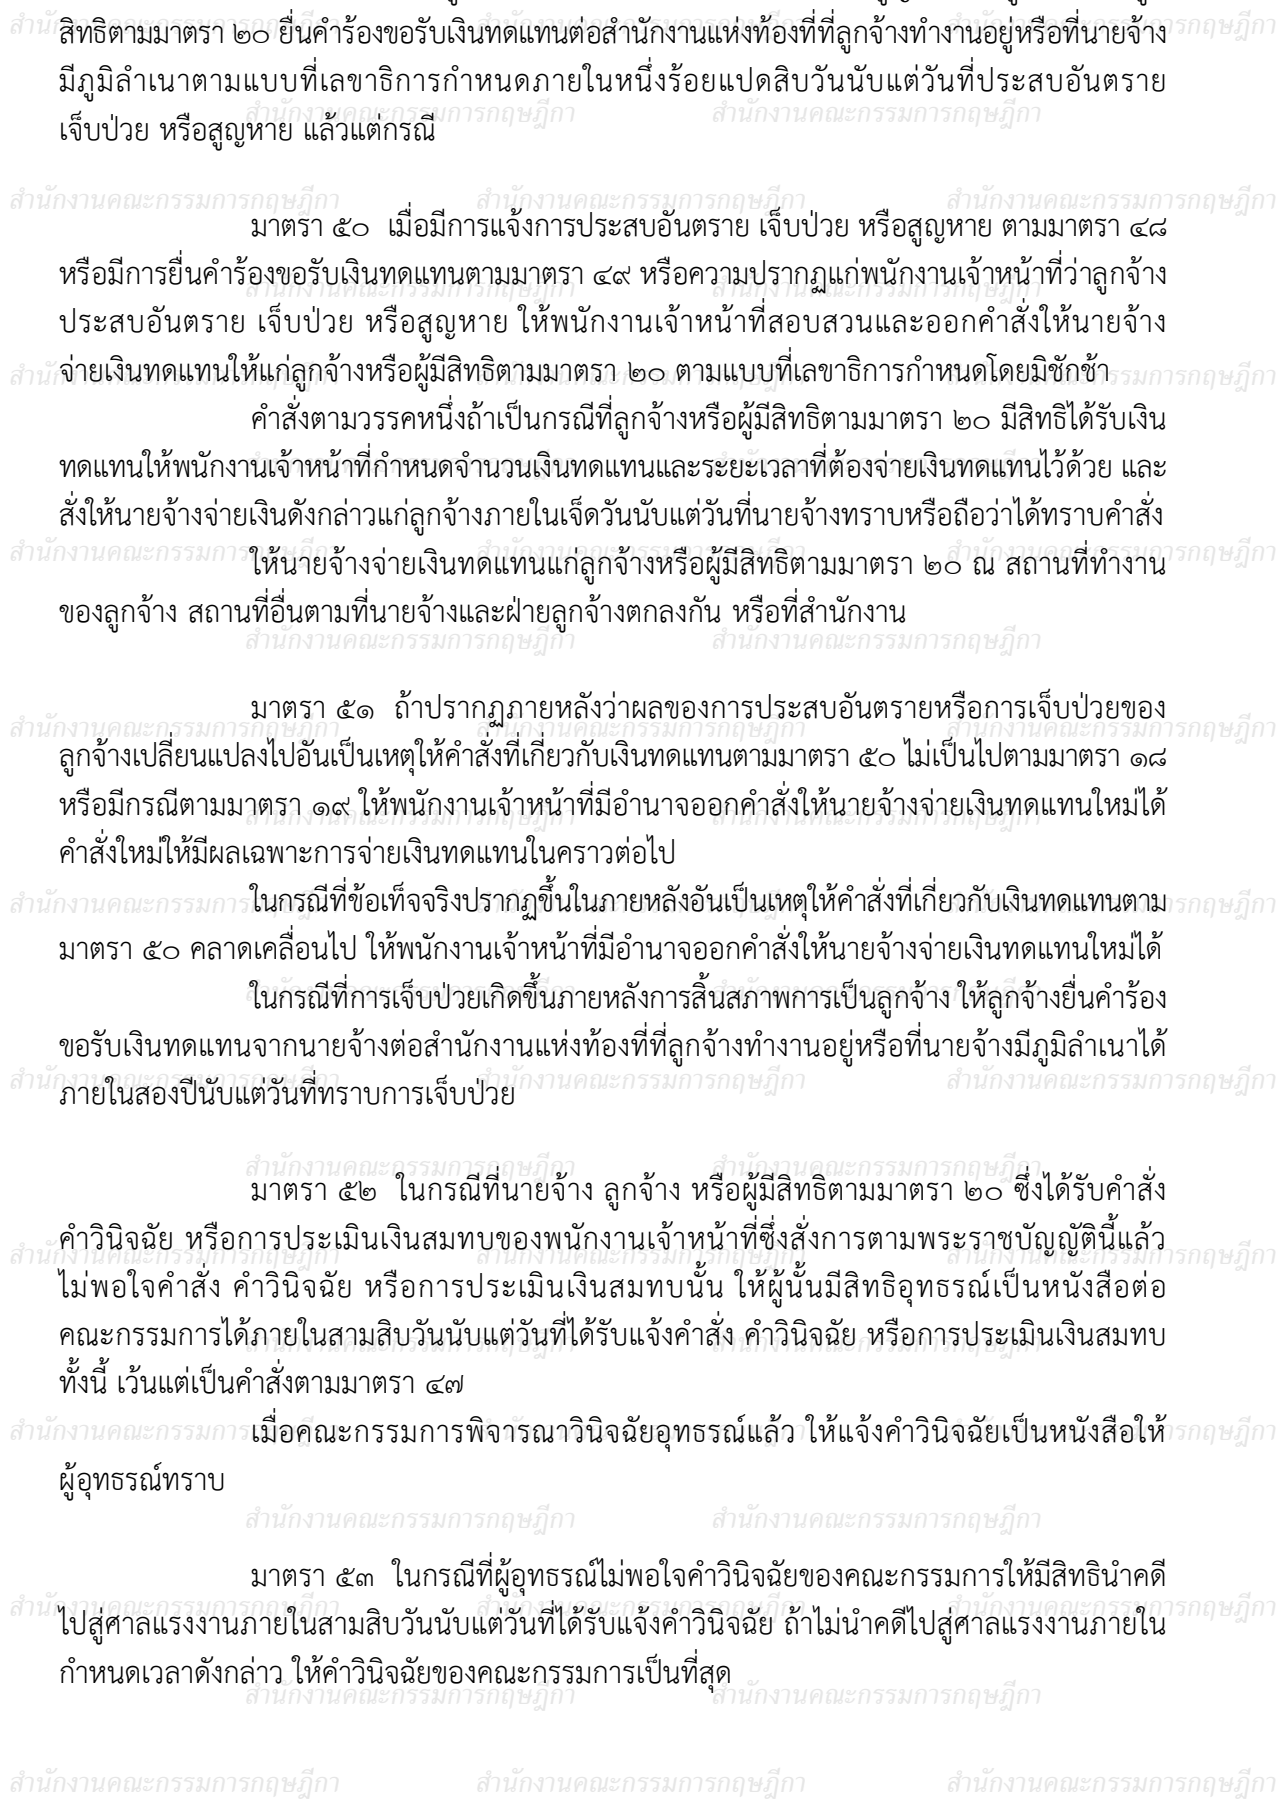 สิทธิตามมาตรา ๒๐ ยื่นคำร้องขอรับเงินทดแทนต่อสำนักงานแห่งท้องที่ที่ลูกจ้างทำงานอยู่หรือที่นายจ้าง
มีภูมิลำเนาตามแบบที่เลขาธิการกำหนดภายในหนึ่งร้อยแปดสิบวันนับแต่วันที่ประสบอันตราย
เจ็บป่วย หรือสูญหาย แล้วแต่กรณี
มาตรา ๕๐ เมื่อมีการแจ้งการประสบอันตราย เจ็บป่วย หรือสูญหาย ตามมาตรา ๔๘
หรือมีการยื่นคำร้องขอรับเงินทดแทนตามมาตรา ๔๙ หรือความปรากฏแก่พนักงานเจ้าหน้าที่ว่าลูกจ้าง
ประสบอันตราย เจ็บป่วย หรือสูญหาย ให้พนักงานเจ้าหน้าที่สอบสวนและออกคำสั่งให้นายจ้าง
จ่ายเงินทดแทนให้แก่ลูกจ้างหรือผู้มีสิทธิตามมาตรา ๒๐ ตามแบบที่เลขาธิการกำหนดโดยมิชักช้า
คำสั่งตามวรรคหนึ่งถ้าเป็นกรณีที่ลูกจ้างหรือผู้มีสิทธิตามมาตรา ๒๐ มีสิทธิได้รับเงิน
ทดแทนให้พนักงานเจ้าหน้าที่กำหนดจำนวนเงินทดแทนและระยะเวลาที่ต้องจ่ายเงินทดแทนไว้ด้วย และ
สั่งให้นายจ้างจ่ายเงินดังกล่าวแก่ลูกจ้างภายในเจ็ดวันนับแต่วันที่นายจ้างทราบหรือถือว่าได้ทราบคำสั่ง
ให้นายจ้างจ่ายเงินทดแทนแก่ลูกจ้างหรือผู้มีสิทธิตามมาตรา ๒๐ ณ สถานที่ทำงาน
ของลูกจ้าง สถานที่อื่นตามที่นายจ้างและฝ่ายลูกจ้างตกลงกัน หรือที่สำนักงาน
มาตรา ๕๑ ถ้าปรากฏภายหลังว่าผลของการประสบอันตรายหรือการเจ็บป่วยของ
ลูกจ้างเปลี่ยนแปลงไปอันเป็นเหตุให้คำสั่งที่เกี่ยวกับเงินทดแทนตามมาตรา ๕๐ ไม่เป็นไปตามมาตรา ๑๘
หรือมีกรณีตามมาตรา ๑๙ ให้พนักงานเจ้าหน้าที่มีอำนาจออกคำสั่งให้นายจ้างจ่ายเงินทดแทนใหม่ได้
คำสั่งใหม่ให้มีผลเฉพาะการจ่ายเงินทดแทนในคราวต่อไป
ในกรณีที่ข้อเท็จจริงปรากฏขึ้นในภายหลังอันเป็นเหตุให้คำสั่งที่เกี่ยวกับเงินทดแทนตาม
มาตรา ๕๐ คลาดเคลื่อนไป ให้พนักงานเจ้าหน้าที่มีอำนาจออกคำสั่งให้นายจ้างจ่ายเงินทดแทนใหม่ได้
ในกรณีที่การเจ็บป่วยเกิดขึ้นภายหลังการสิ้นสภาพการเป็นลูกจ้าง ให้ลูกจ้างยื่นคำร้อง
ขอรับเงินทดแทนจากนายจ้างต่อสำนักงานแห่งท้องที่ที่ลูกจ้างทำงานอยู่หรือที่นายจ้างมีภูมิลำเนาได้
ภายในสองปีนับแต่วันที่ทราบการเจ็บป่วย
มาตรา ๕๒ ในกรณีที่นายจ้าง ลูกจ้าง หรือผู้มีสิทธิตามมาตรา ๒๐ ซึ่งได้รับคำสั่ง
คำวินิจฉัย หรือการประเมินเงินสมทบของพนักงานเจ้าหน้าที่ซึ่งสั่งการตามพระราชบัญญัตินี้แล้ว
ไม่พอใจคำสั่ง คำวินิจฉัย หรือการประเมินเงินสมทบนั้น ให้ผู้นั้นมีสิทธิอุทธรณ์เป็นหนังสือต่อ
คณะกรรมการได้ภายในสามสิบวันนับแต่วันที่ได้รับแจ้งคำสั่ง คำวินิจฉัย หรือการประเมินเงินสมทบ
ทั้งนี้ เว้นแต่เป็นคำสั่งตามมาตรา ๔๗
เมื่อคณะกรรมการพิจารณาวินิจฉัยอุทธรณ์แล้ว ให้แจ้งคำวินิจฉัยเป็นหนังสือให้
ผู้อุทธรณ์ทราบ
มาตรา ๕๓ ในกรณีที่ผู้อุทธรณ์ไม่พอใจคำวินิจฉัยของคณะกรรมการให้มีสิทธินำคดี
ไปสู่ศาลแรงงานภายในสามสิบวันนับแต่วันที่ได้รับแจ้งคำวินิจฉัย ถ้าไม่นำคดีไปสู่ศาลแรงงานภายใน
กำหนดเวลาดังกล่าว ให้คำวินิจฉัยของคณะกรรมการเป็นที่สุด
สำนักงานคณะกรรมการกฤษฎีกา สำนักงานคณะกรรมการกฤษฎีกา สำนักงานคณะกรรมการกฤษฎีกา